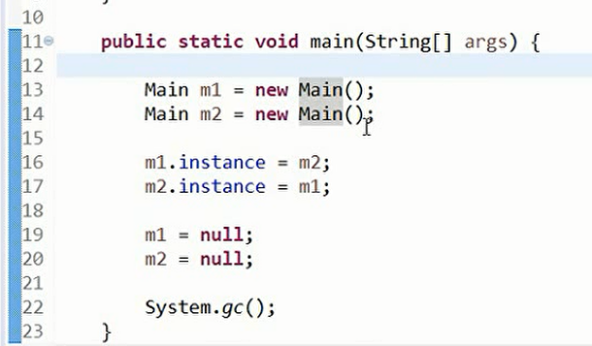 10
11 public static void main(String[] args) {
12
13 Main m1 = new Main();
14 Main m2 = new Main();
15
16 m1.instance = m2;
17 m2.instance = m1;
18
19 m1 = null;
20 m2 = null;
21
22 System.gc();
23 }